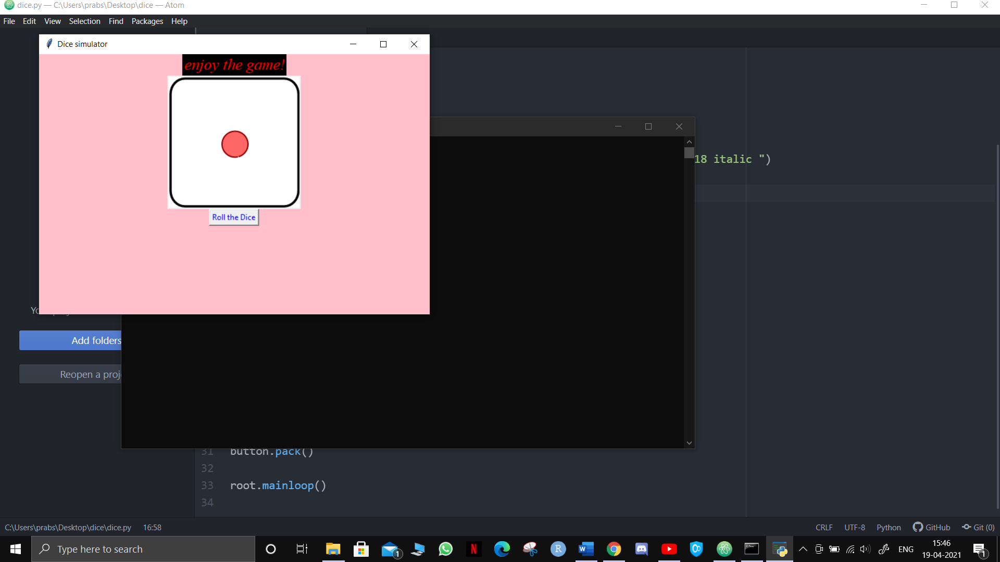 dice.py — C:\Users\prabs\Desktop\dice — Atom
File Edit View Selection Find Packages Help
Dice simulator
enjoy the game!
Roll the Dice
18 italic ")
Add folders
Reopen a
31 button.pack()
32
33 root.mainloop()
34
C:\Users\prabs\Desktop\dice\dice.py 16:58
CRLF UTF-8 Python GitHub Git (0)
Type here to search
1
N
R
W
ENG
15:46
19-04-2021
1